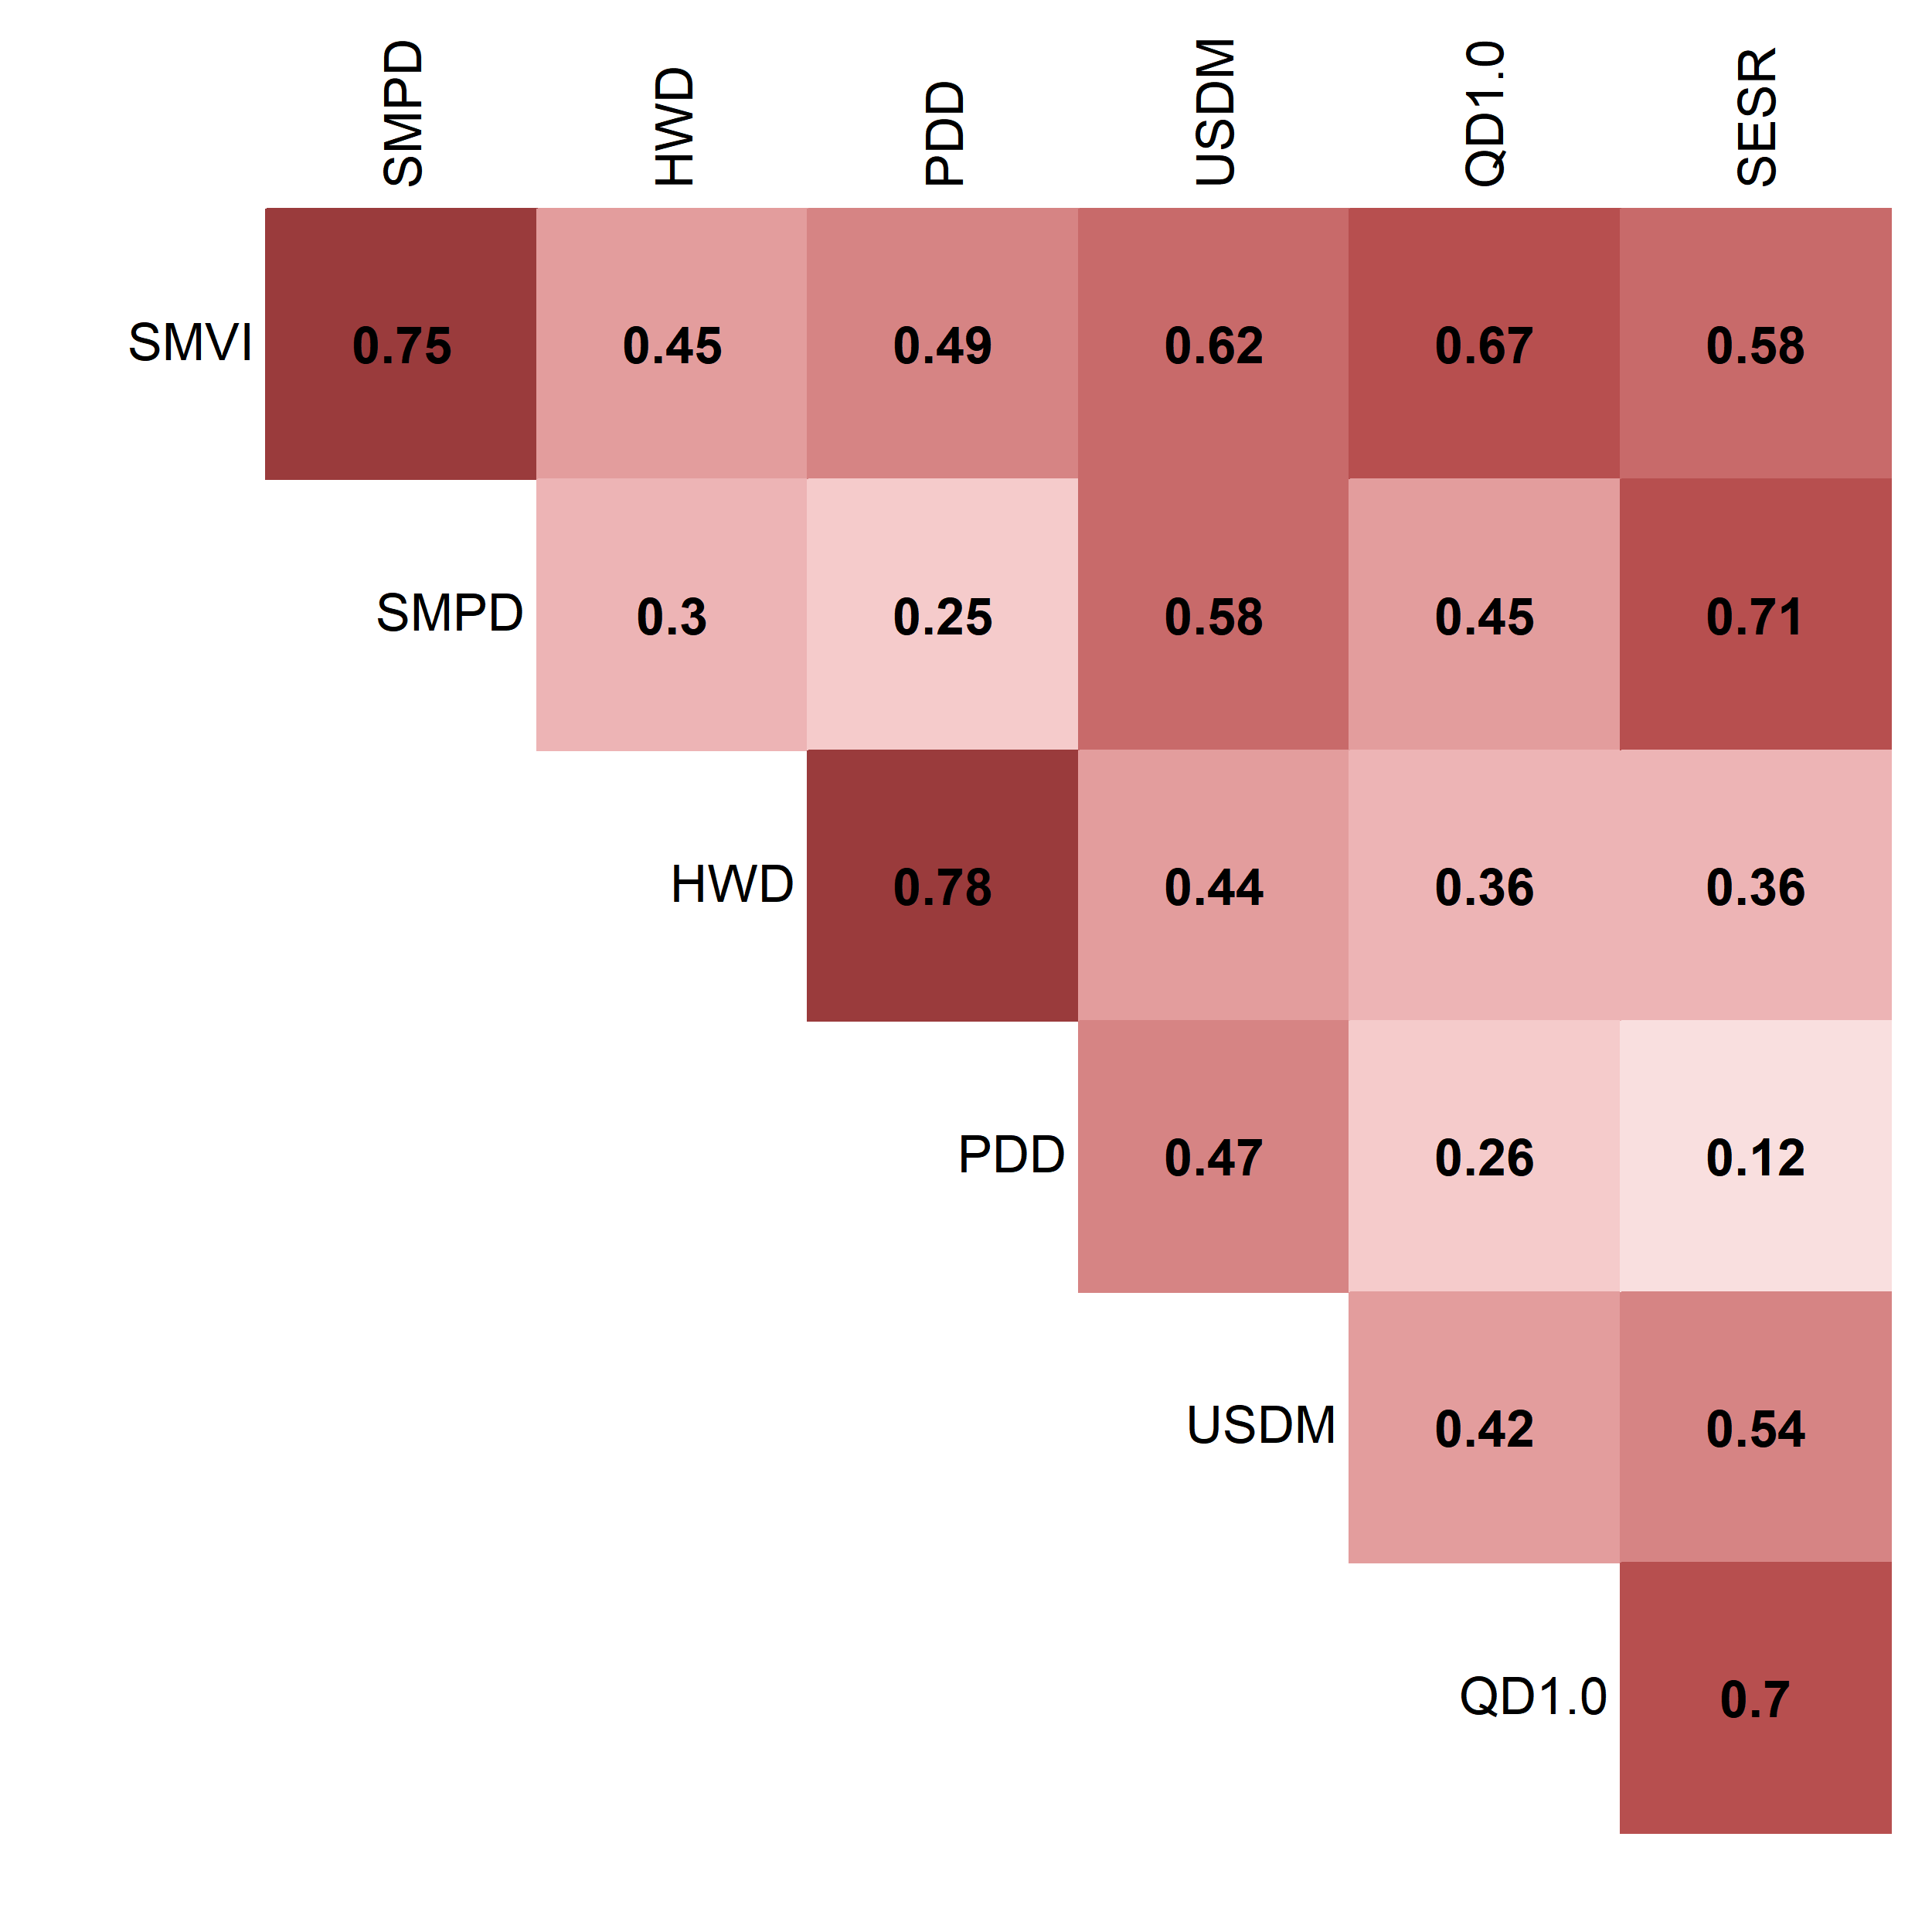 SMPD HWD PDD USDM QD1.0 SESR
SMVI 0.75 0.45 0.49 0.62 0.67 0.58
SMPD 0.3 0.25 0.58 0.45 0.71
HWD 0.78 0.44 0.36 0.36
PDD 0.47 0.26 0.12
USDM 0.42 0.54
QD1.0 0.7